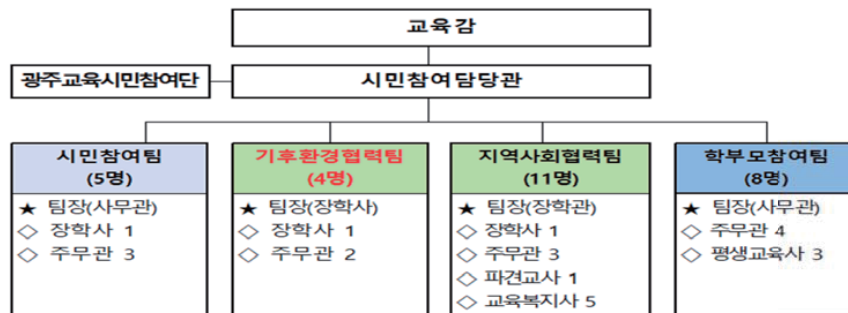 교육감
광주교육시민참여단
시민참여담당관
시민참여팀
(5명)
★ 팀장(사무관)
◇ 장학사 1
◇ 주무관 3
기후환경협력팀
(4명)
★ 팀장(장학사)
◇ 장학사 1
◇ 주무관 2
지역사회협력팀
(11명)
★ 팀장(장학관)
◇ 장학사 1
◇ 주무관 3
◇ 파견교사 1
◇ 교육복지사 5
학부모참여팀
(8명)
★ 팀장(사무관)
◇ 주무관 4
◇ 평생교육사 3